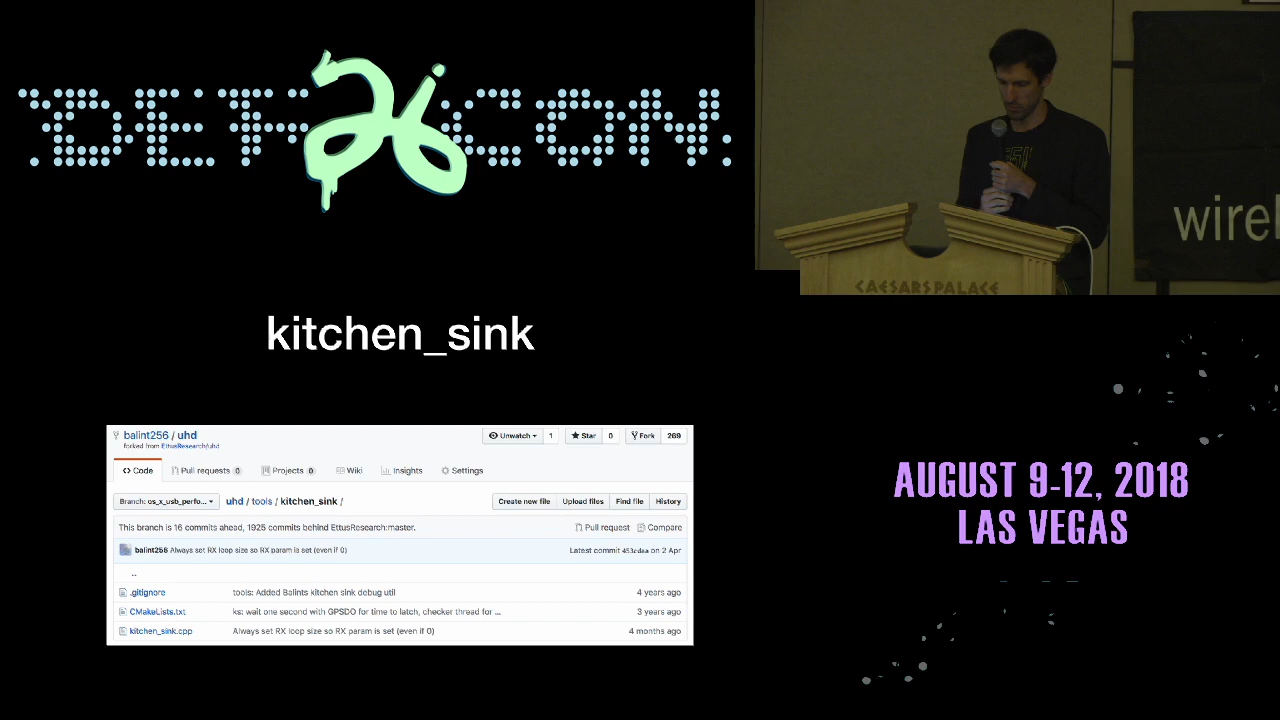 DEF CON
26
wirel
CAESARS PALACE
kitchen_sink
balint256 / uhd
forked from EttusResearch/uhd
Unwatch 1 Star 0 Fork 269
Code Pull requests 0 Projects 0 Wiki Insights Settings
Branch: os_x_usb_perfo... uhd / tools / kitchen_sink / Create new file Upload files Find file History
This branch is 16 commits ahead, 1925 commits behind EttusResearch:master. Pull request Compare
balint256 Always set RX loop size so RX param is set (even if 0) Latest commit 453cdaa on 2 Apr
..
.gitignore tools: Added Balints kitchen sink debug util 4 years ago
CMakeLists.txt ks: wait one second with GPSDO for time to latch, checker thread for ... 3 years ago
kitchen_sink.cpp Always set RX loop size so RX param is set (even if 0) 4 months ago
AUGUST 9-12, 2018
LAS VEGAS